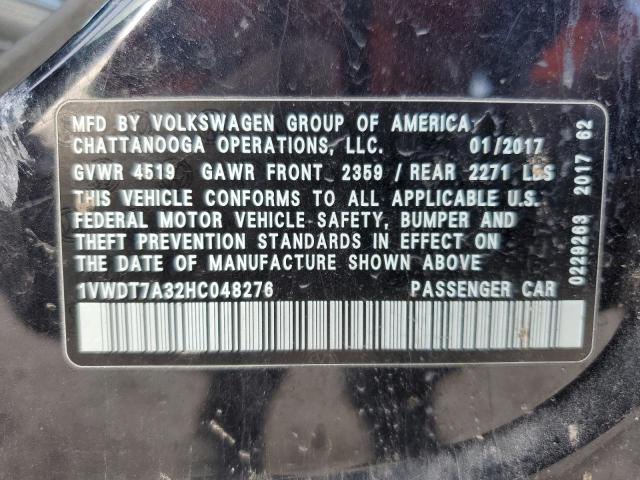 MFD BY VOLKSWAGEN GROUP OF AMERICA
CHATTANOOGA OPERATIONS, LLC. 01/2017
GVWR 4519 GAWR FRONT 2359 / REAR 2271 LBS
THIS VEHICLE CONFORMS TO ALL APPLICABLE U.S.
FEDERAL MOTOR VEHICLE SAFETY, BUMPER AND
THEFT PREVENTION STANDARDS IN EFFECT ON
THE DATE OF MANUFACTURE SHOWN ABOVE
1VWDT7A32HC048276 PASSENGER CAR
0229263 2017 62